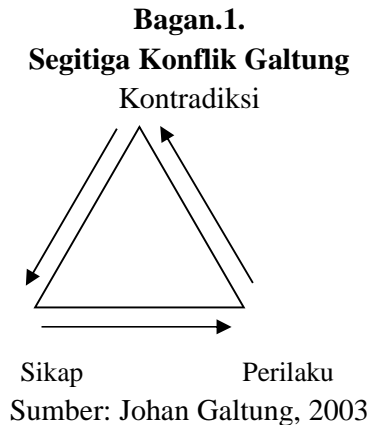 Bagan.1.
Segitiga Konflik Galtung
Kontradiksi
Sikap Perilaku
Sumber: Johan Galtung, 2003